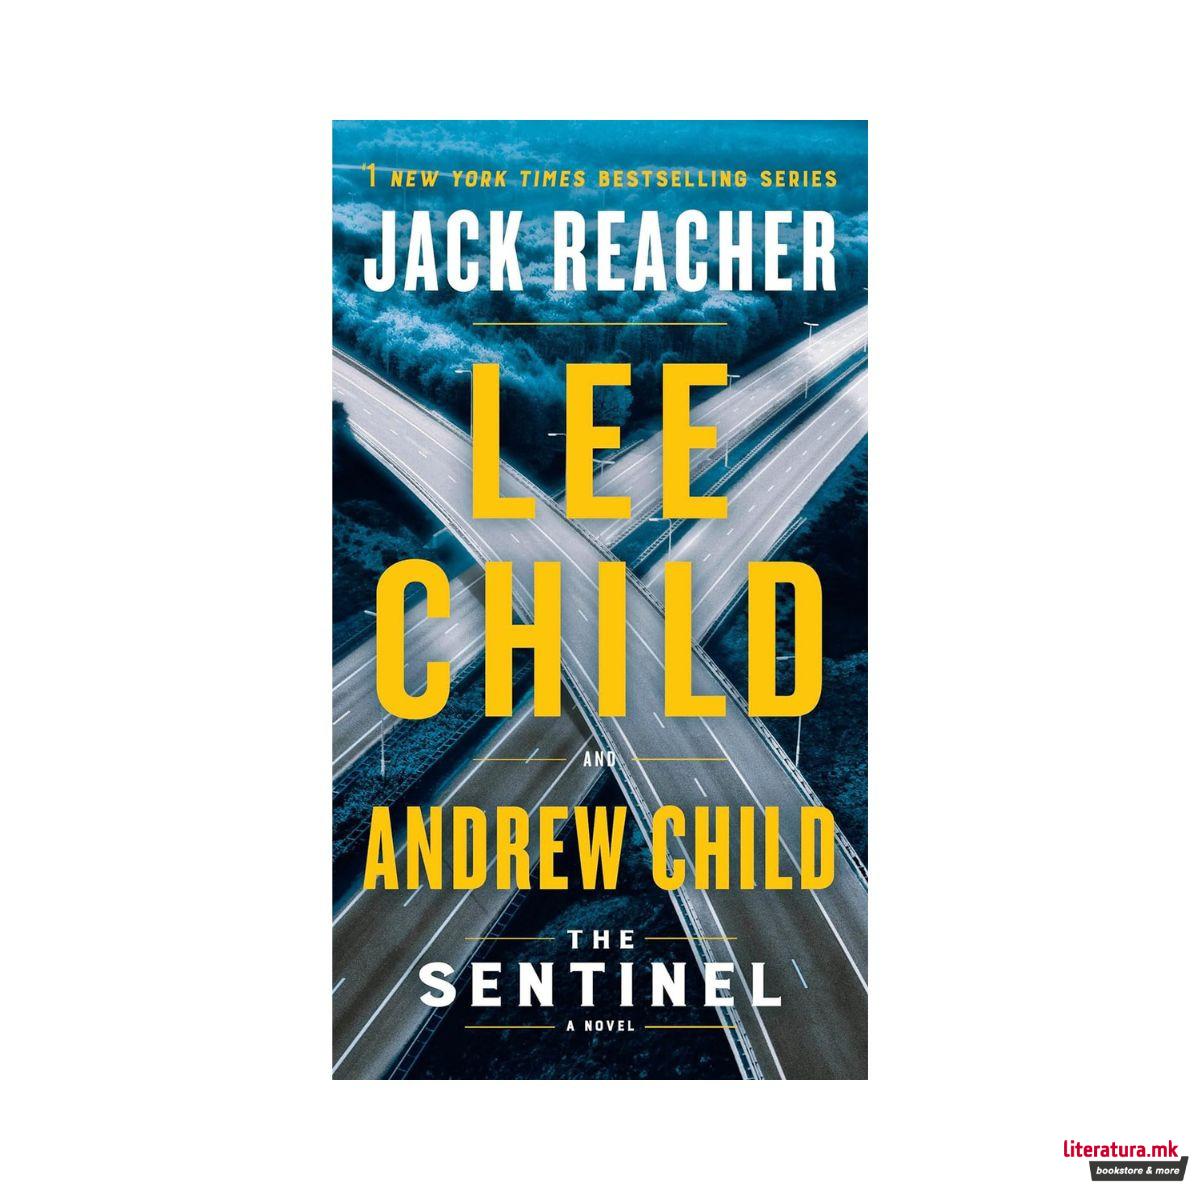 #1 NEW YORK TIMES BESTSELLING SERIES
JACK REACHER
LEE
CHILD
AND
ANDREW CHILD
THE
SENTINEL
A NOVEL
literatura.mk
bookstore & more